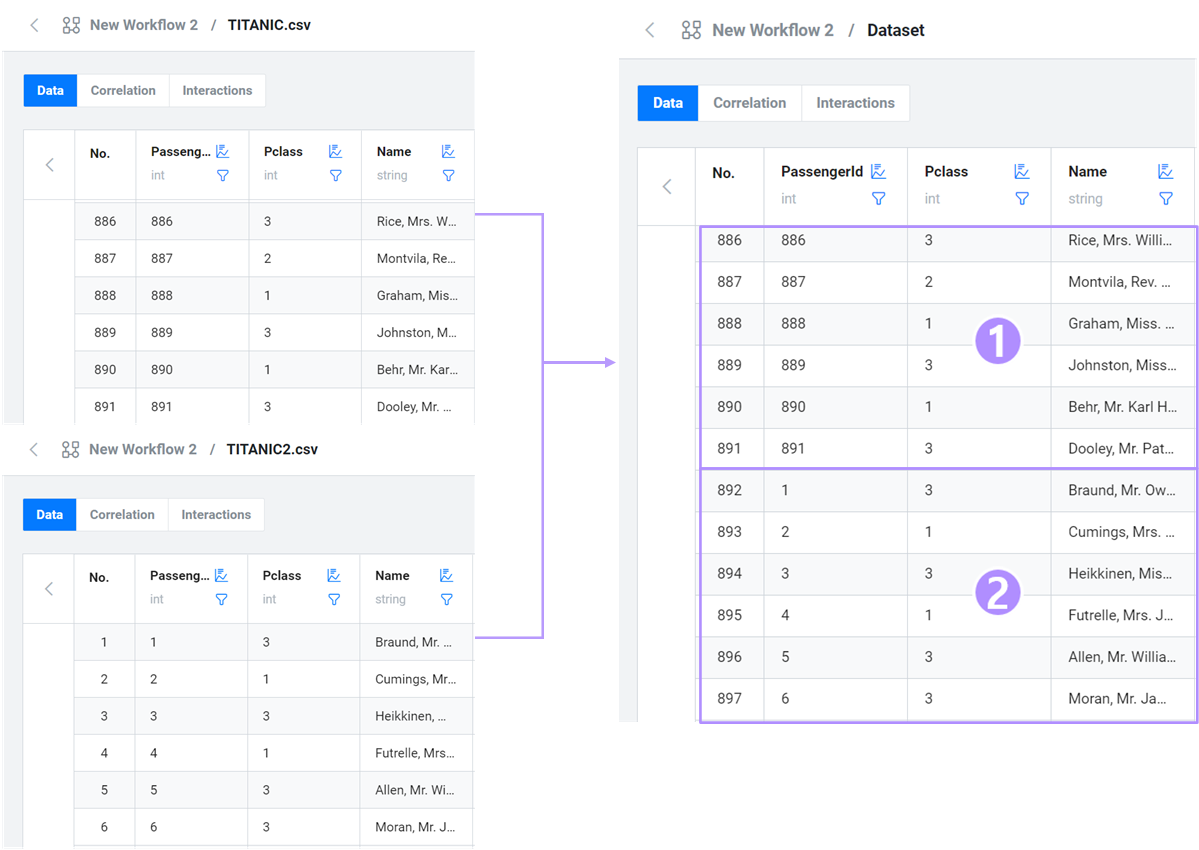 New Workflow 2 / TITANIC.csv
Data Correlation Interactions
No. Passeng... Pclass Name
int int string
886 886 3 Rice, Mrs. W...
887 887 2 Montvila, Re...
888 888 1 Graham, Mis...
889 889 3 Johnston, M...
890 890 1 Behr, Mr. Kar...
891 891 3 Dooley, Mr. ...
New Workflow 2 / TITANIC2.csv
Data Correlation Interactions
No. Passeng... Pclass Name
int int string
1 1 3 Braund, Mr. ...
2 2 1 Cumings, Mr...
3 3 3 Heikkinen, ...
4 4 1 Futrelle, Mrs...
5 5 3 Allen, Mr. Wi...
6 6 3 Moran, Mr. J...
New Workflow 2 / Dataset
Data Correlation Interactions
No. PassengerId Pclass Name
int int string
886 886 3 Rice, Mrs. Willi...
887 887 2 Montvila, Rev. ...
888 888 1 Graham, Miss. ...
1
889 889 3 Johnston, Miss...
890 890 1 Behr, Mr. Karl H...
891 891 3 Dooley, Mr. Pat...
892 1 3 Braund, Mr. Ow...
893 2 1 Cumings, Mrs. ...
894 3 3 Heikkinen, Mis...
2
895 4 1 Futrelle, Mrs. J...
896 5 3 Allen, Mr. Willia...
897 6 3 Moran, Mr. Ja...